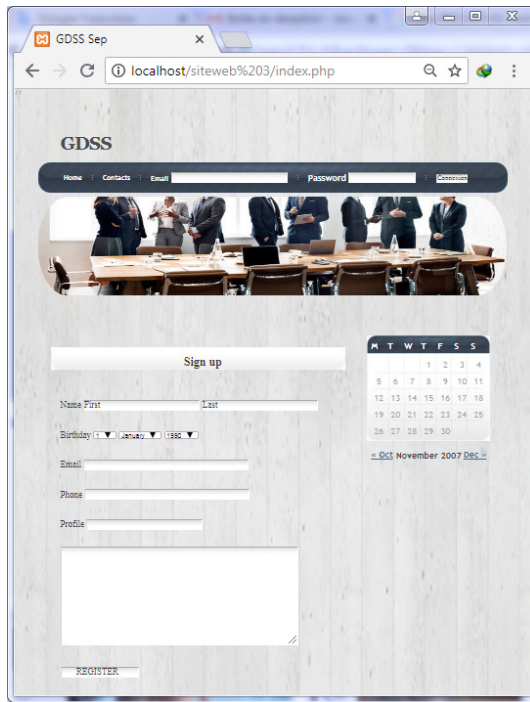 GDSS Sep
localhost/siteweb%203/index.php
"
GDSS
Home Contacts Email Password Connexion
Sign up
Name First Last
Birthday 1 January 1990
Email
Phone
Profile
REGISTER
M T W T F S S
1 2 3 4
5 6 7 8 9 10 11
12 13 14 15 16 17 18
19 20 21 22 23 24 25
26 27 28 29 30
« Oct November 2007 Dec »